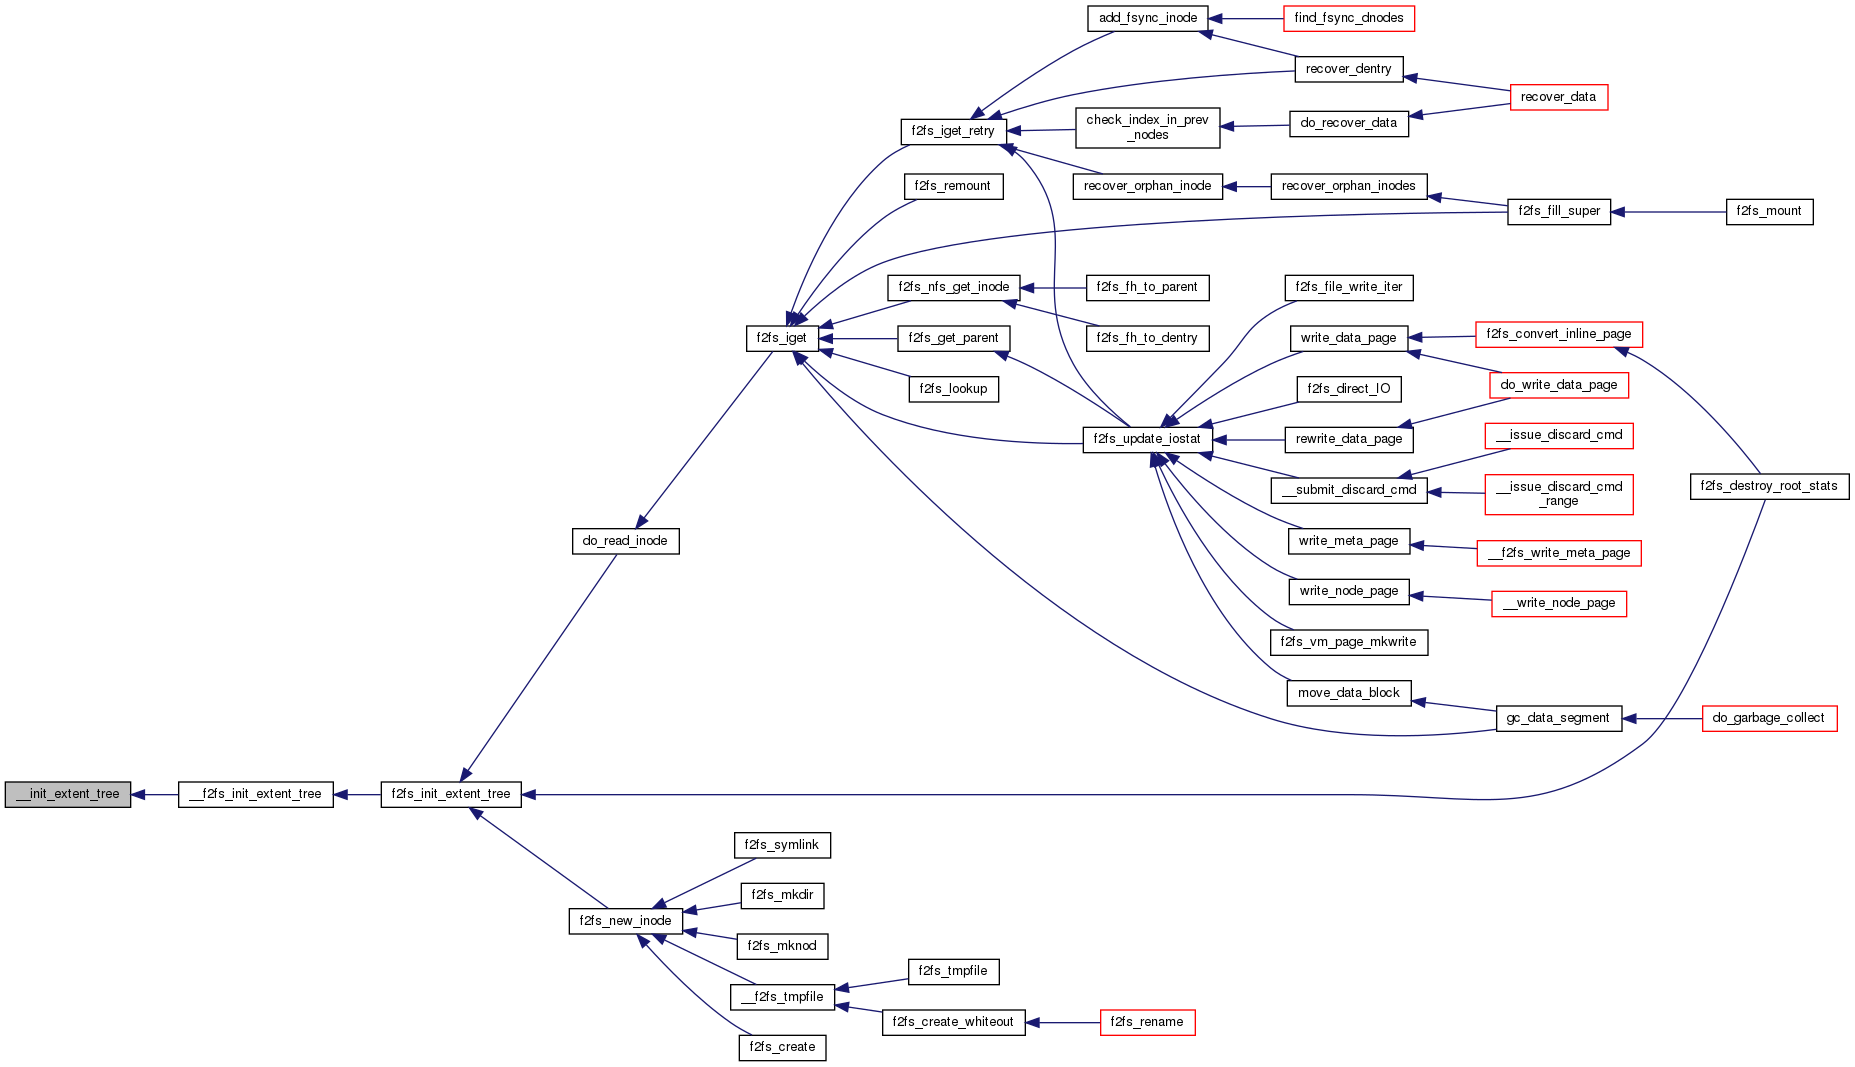 add_fsync_inode
find_fsync_dnodes
recover_dentry
recover_data
f2fs_iget_retry
check_index_in_prev
_nodes
do_recover_data
f2fs_remount
recover_orphan_inode
recover_orphan_inodes
f2fs_fill_super
f2fs_mount
f2fs_nfs_get_inode
f2fs_fh_to_parent
f2fs_file_write_iter
f2fs_iget
f2fs_get_parent
f2fs_fh_to_dentry
write_data_page
f2fs_convert_inline_page
f2fs_lookup
f2fs_direct_IO
do_write_data_page
f2fs_update_iostat
rewrite_data_page
__issue_discard_cmd
__submit_discard_cmd
__issue_discard_cmd
_range
f2fs_destroy_root_stats
do_read_inode
write_meta_page
__f2fs_write_meta_page
write_node_page
__write_node_page
f2fs_vm_page_mkwrite
move_data_block
gc_data_segment
do_garbage_collect
__init_extent_tree
__f2fs_init_extent_tree
f2fs_init_extent_tree
f2fs_symlink
f2fs_mkdir
f2fs_new_inode
f2fs_mknod
f2fs_tmpfile
__f2fs_tmpfile
f2fs_create_whiteout
f2fs_rename
f2fs_create